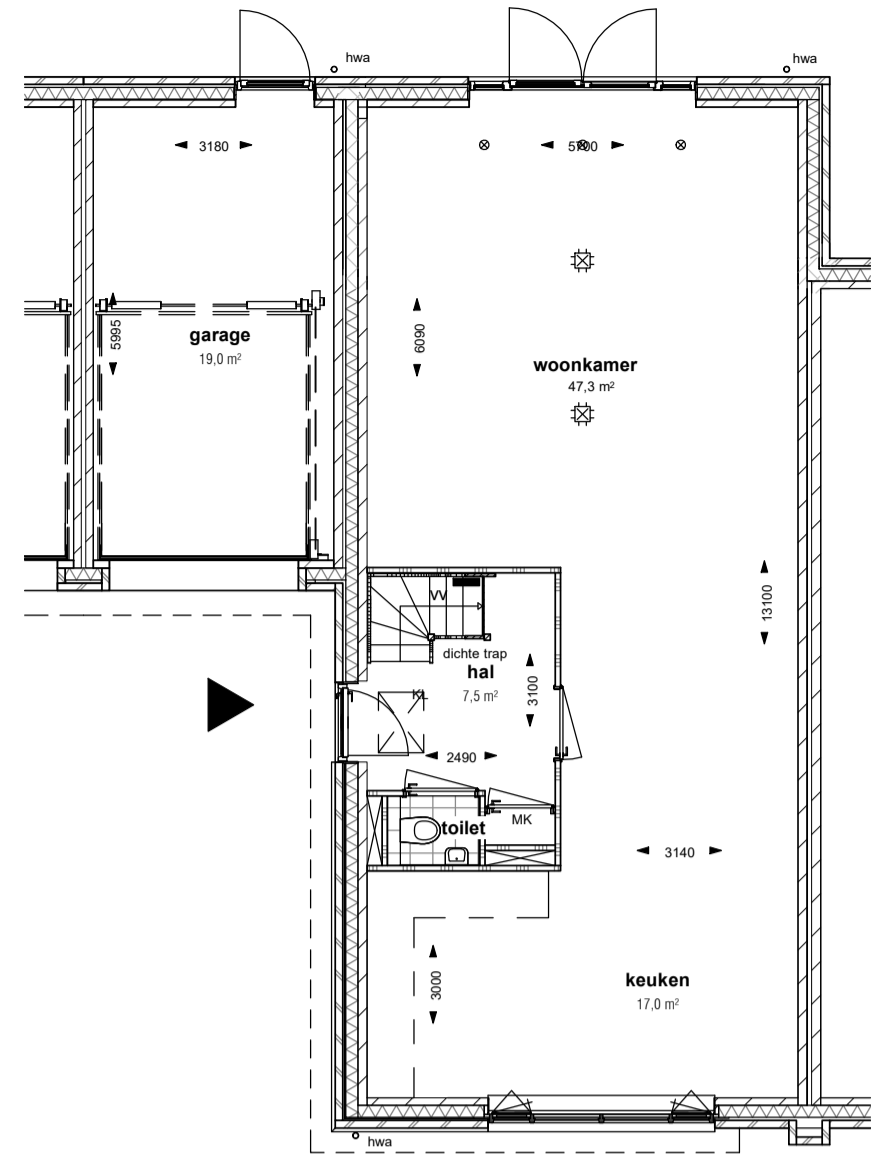 hwa
hwa
3180
5700
5995
garage
19,0 m²
6090
woonkamer
47,3 m²
VV
dichte trap
hal
7,5 m²
KL
3100
13100
2490
toilet
MK
3140
3000
keuken
17,0 m²
hwa